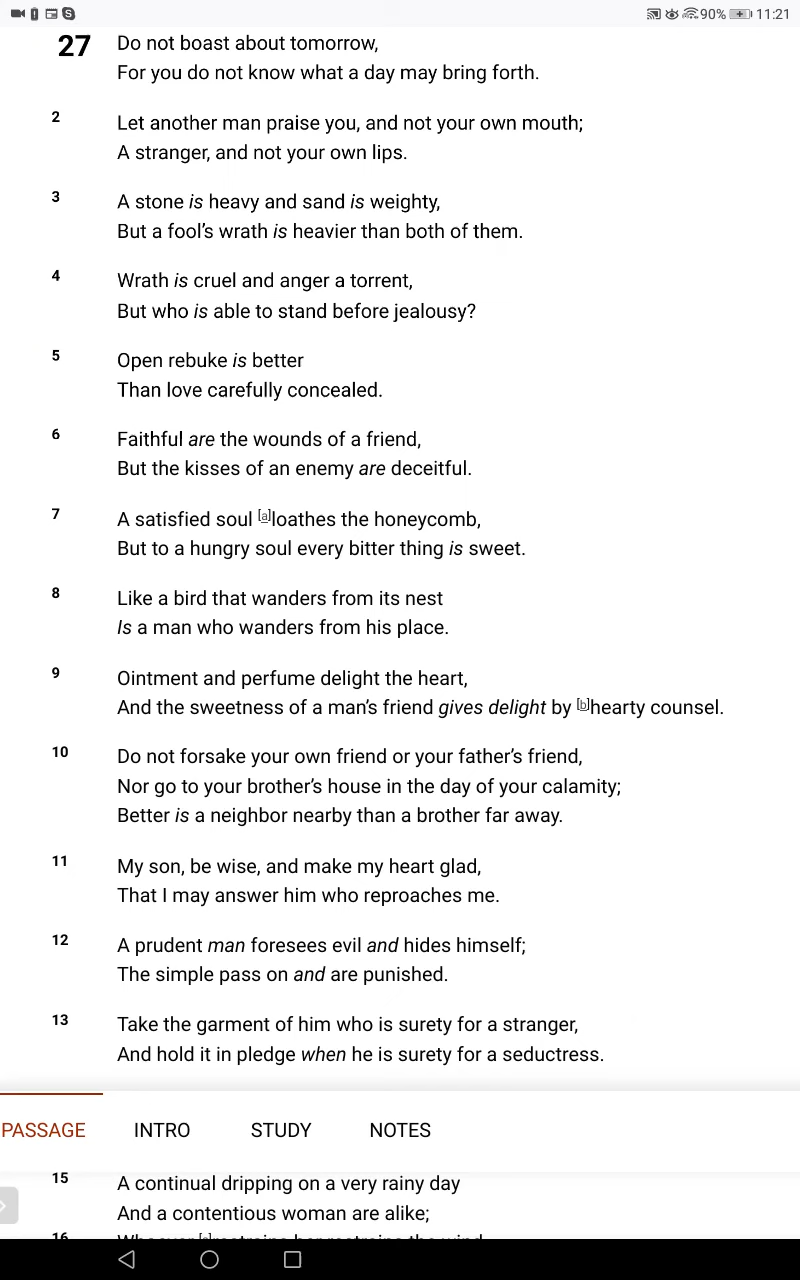 90% 11:21
27 Do not boast about tomorrow,
For you do not know what a day may bring forth.
2 Let another man praise you, and not your own mouth;
A stranger, and not your own lips.
3 A stone is heavy and sand is weighty,
But a fool’s wrath is heavier than both of them.
4 Wrath is cruel and anger a torrent,
But who is able to stand before jealousy?
5 Open rebuke is better
Than love carefully concealed.
6 Faithful are the wounds of a friend,
But the kisses of an enemy are deceitful.
7 A satisfied soul [a]loathes the honeycomb,
But to a hungry soul every bitter thing is sweet.
8 Like a bird that wanders from its nest
Is a man who wanders from his place.
9 Ointment and perfume delight the heart,
And the sweetness of a man’s friend gives delight by [b]hearty counsel.
10 Do not forsake your own friend or your father’s friend,
Nor go to your brother’s house in the day of your calamity;
Better is a neighbor nearby than a brother far away.
11 My son, be wise, and make my heart glad,
That I may answer him who reproaches me.
12 A prudent man foresees evil and hides himself;
The simple pass on and are punished.
13 Take the garment of him who is surety for a stranger,
And hold it in pledge when he is surety for a seductress.
PASSAGE INTRO STUDY NOTES
15 A continual dripping on a very rainy day
And a contentious woman are alike;
16 Whoever [c]restrains her restrains the wind